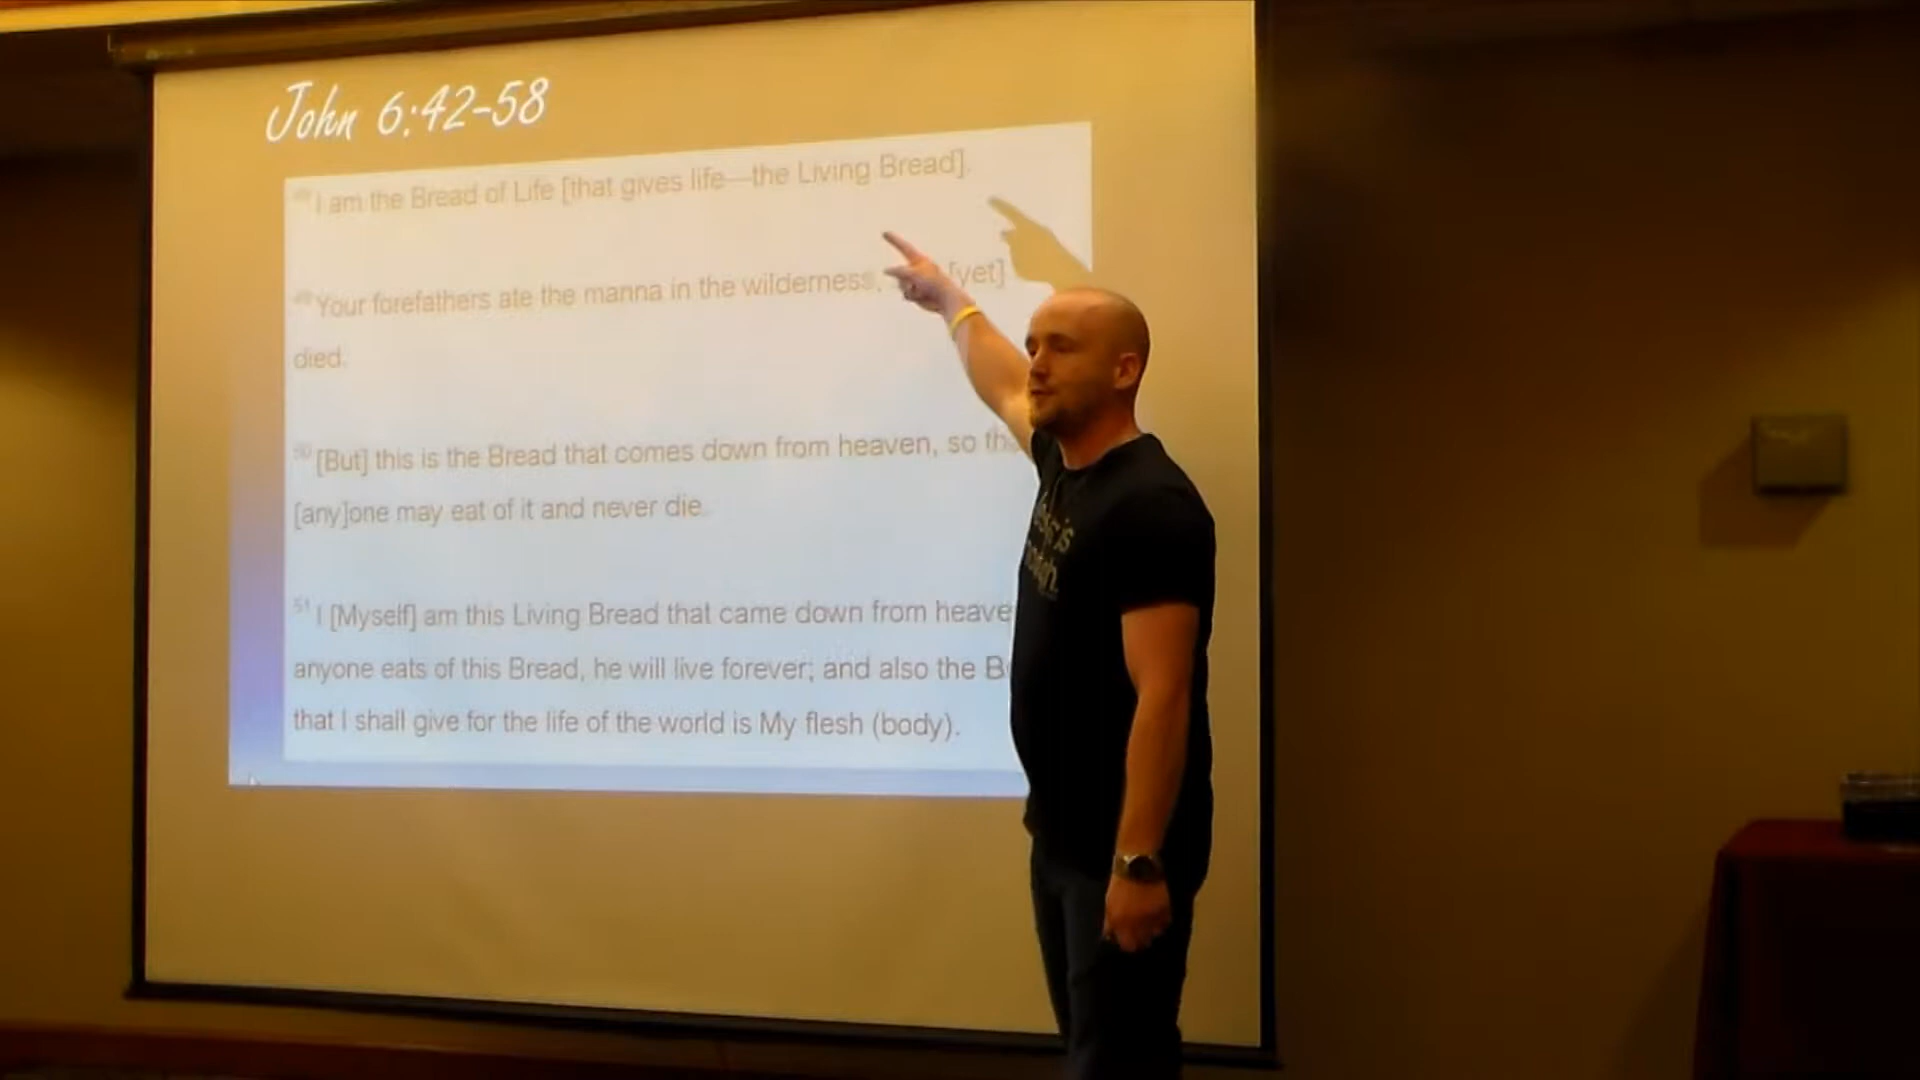 John 6:42-58
I am the Bread of Life [that gives life—the Living Bread].
49 Your forefathers ate the manna in the wilderness, [yet]
died.
50 [But] this is the Bread that comes down from heaven, so
[any]one may eat of it and never die.
51 I [Myself] am this Living Bread that came down from
anyone eats of this Bread, he will live forever; and also the
that I shall give for the life of the world is My flesh (body).
is